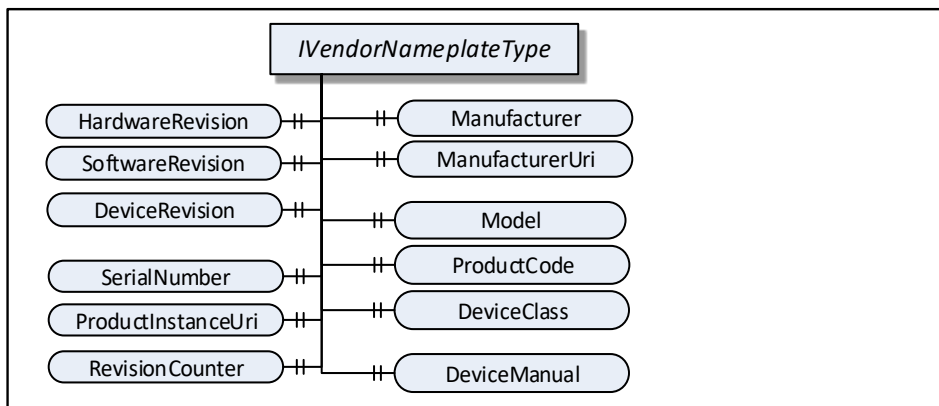 IVendorNameplateType
HardwareRevision
SoftwareRevision
DeviceRevision
SerialNumber
ProductInstanceUri
RevisionCounter
Manufacturer
ManufacturerUri
Model
ProductCode
DeviceClass
DeviceManual